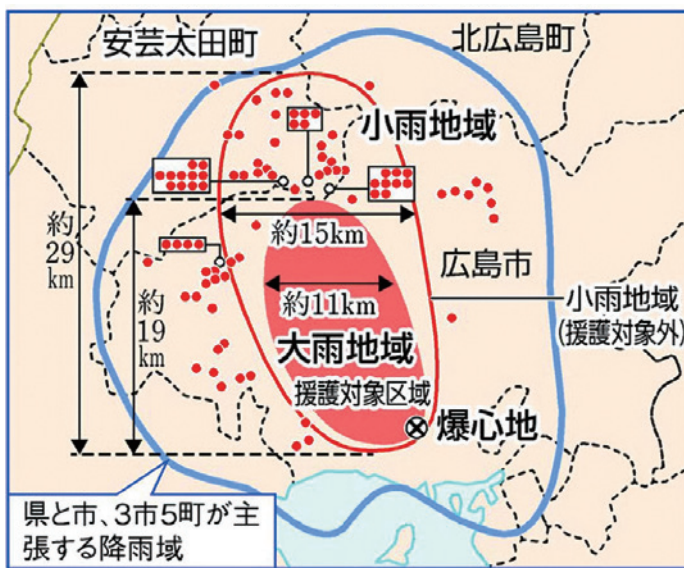 安芸太田町
北広島町
小雨地域
約29km
約15km
広島市
約19km
約11km
小雨地域
(援護対象外)
大雨地域
援護対象区域
爆心地
県と市、3市5町が主
張する降雨域